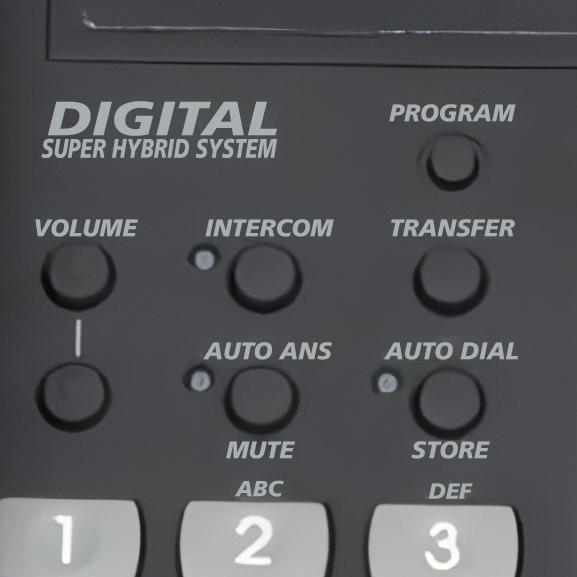 DIGITAL
SUPER HYBRID SYSTEM
PROGRAM
VOLUME
INTERCOM
TRANSFER
AUTO ANS
AUTO DIAL
MUTE
STORE
ABC
DEF
1
2
3